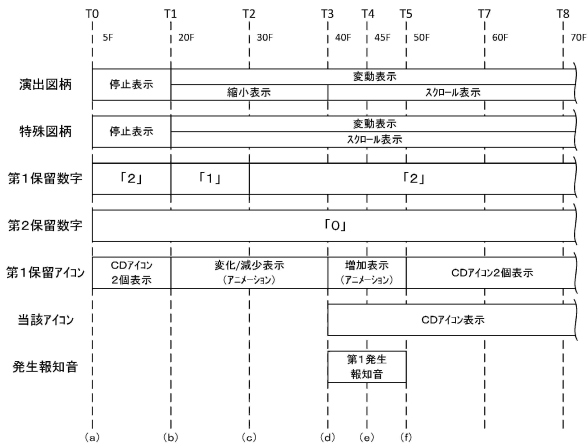 T0 T1 T2 T3 T4 T5 T7 T8
5F 20F 30F 40F 45F 50F 60F 70F
演出図柄 停止表示 変動表示
縮小表示 スクロール表示
特殊図柄 停止表示 変動表示
スクロール表示
第1保留数字 「2」 「1」 「2」
第2保留数字 「0」
第1保留アイコン CDアイコン 2個表示 変化/減少表示 (アニメーション) 増加表示 (アニメーション) CDアイコン2個表示
当該アイコン CDアイコン表示
発生報知音 第1発生 報知音
(a) (b) (c) (d) (e) (f)